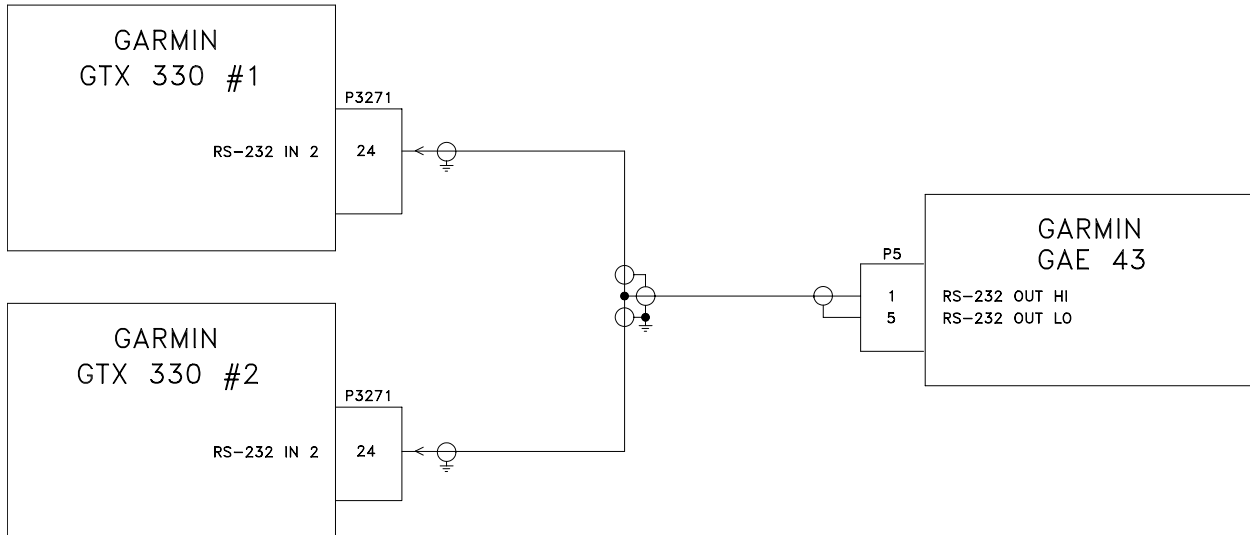 GARMIN
GTX 330 #1
P3271
RS-232 IN 2
24
GARMIN
GAE 43
P5
1
RS-232 OUT HI
5
RS-232 OUT LO
GARMIN
GTX 330 #2
P3271
RS-232 IN 2
24